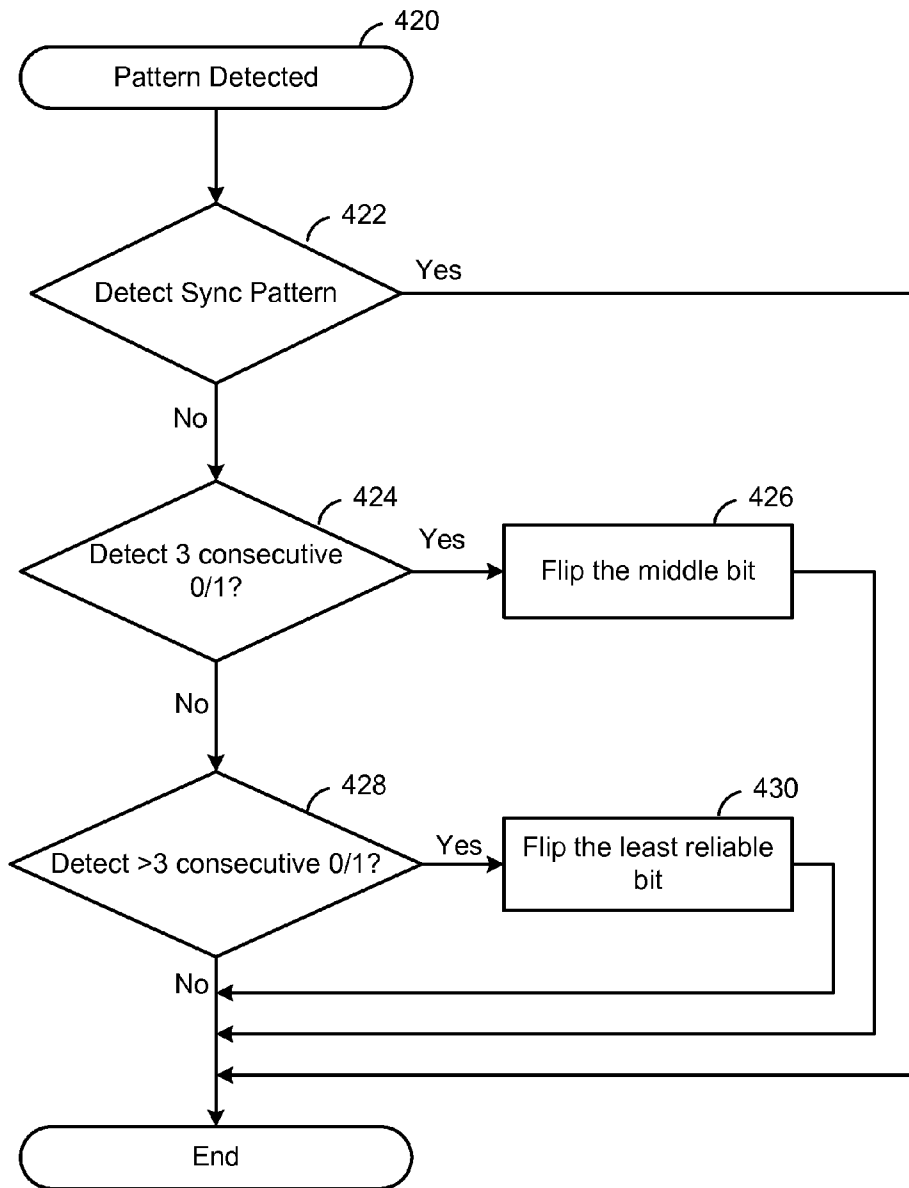 420
Pattern Detected
422
Detect Sync Pattern
Yes
No
424
Detect 3 consecutive
0/1?
Yes
426
Flip the middle bit
No
428
Detect >3 consecutive 0/1?
Yes
430
Flip the least reliable
bit
No
End